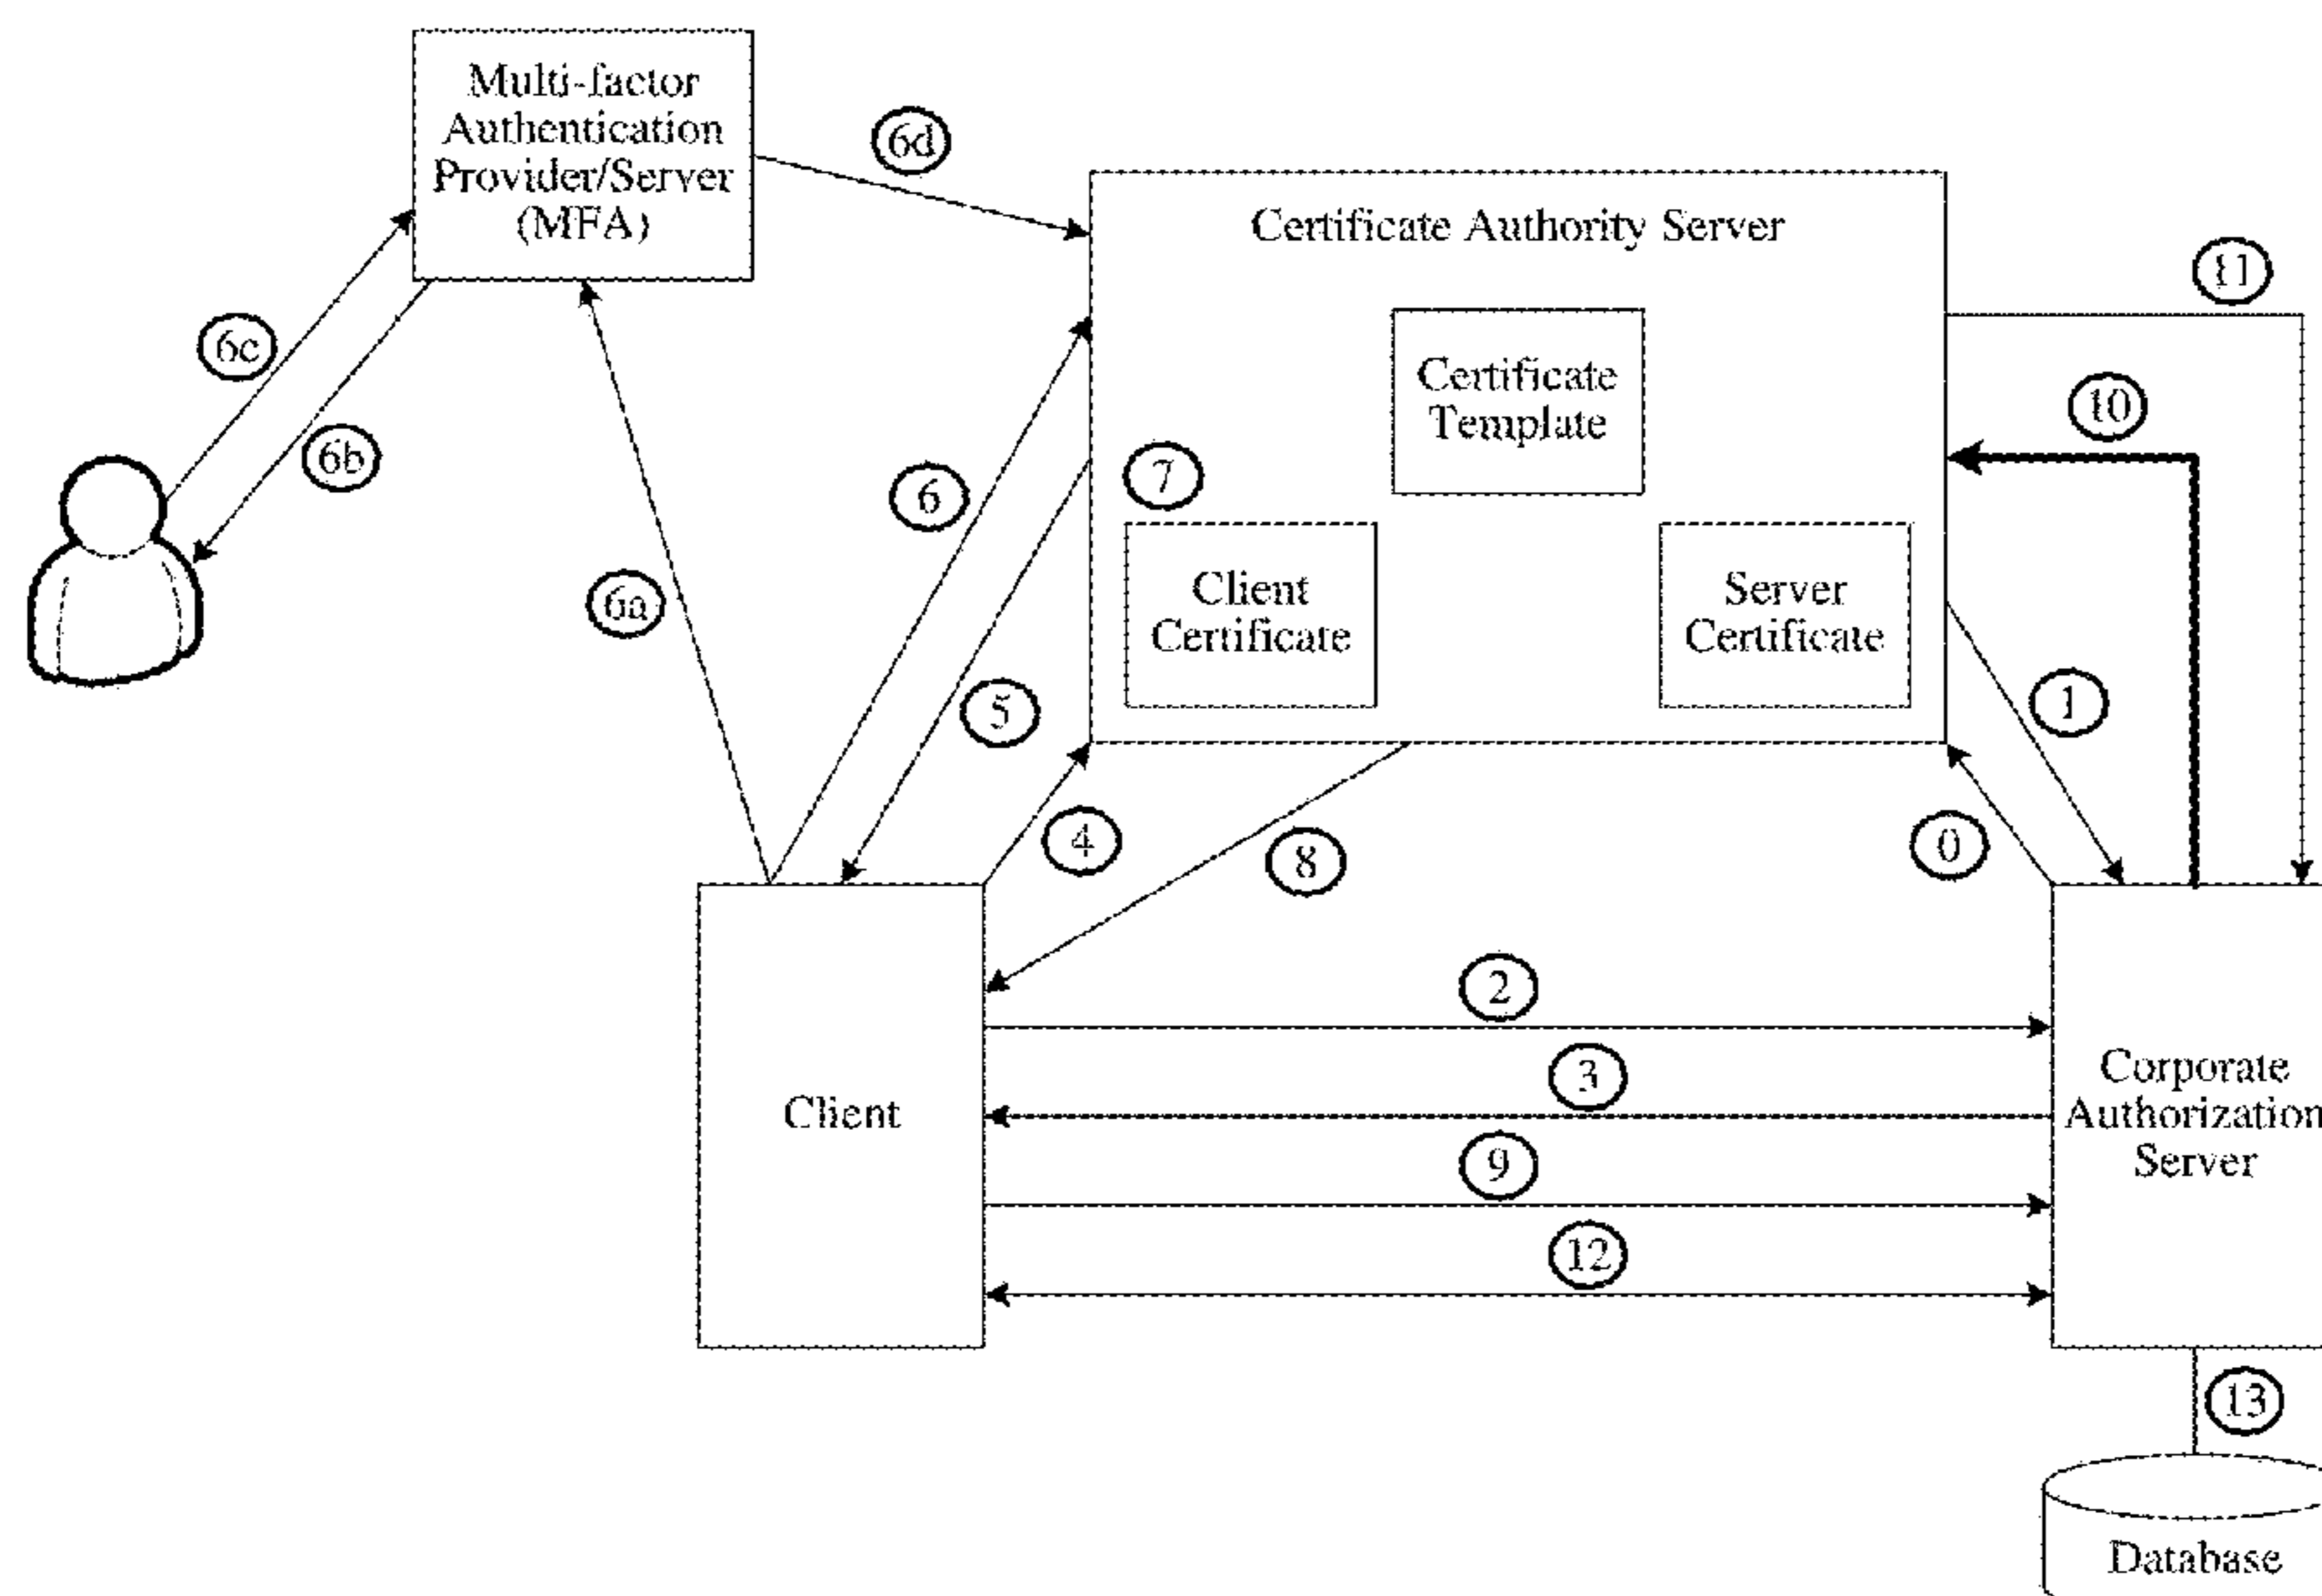 Multi-factor
Authentication
Provider/Server
(MFA)
6d
Certificate Authority Server
10
6c
Certificate
Template
6b
6
7
6a
Client
Certificate
Server
Certificate
5
1
4
8
0
2
3
Client
Corporate
Authorization
Server
9
12
13
Database